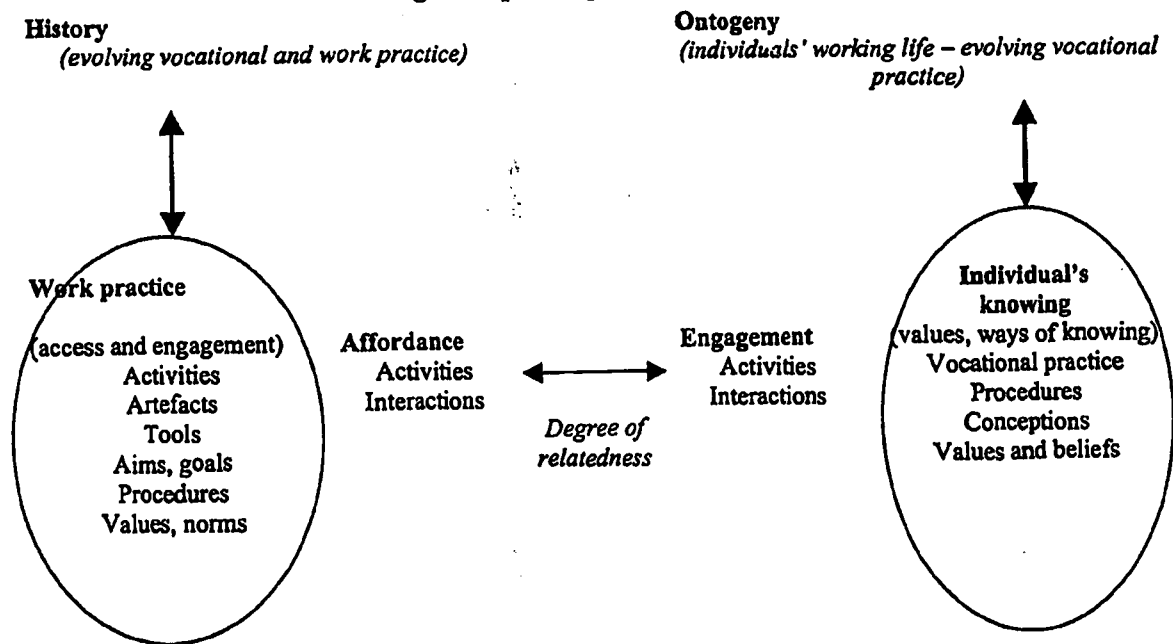 History
(evolving vocational and work practice)
Ontogeny
(individuals' working life – evolving vocational
practice)
Work practice
(access and engagement)
Activities
Artefacts
Tools
Aims, goals
Procedures
Values, norms
Affordance
Activities
Interactions
Degree of
relatedness
Engagement
Activities
Interactions
Individual's
knowing
(values, ways of knowing)
Vocational practice
Procedures
Conceptions
Values and beliefs